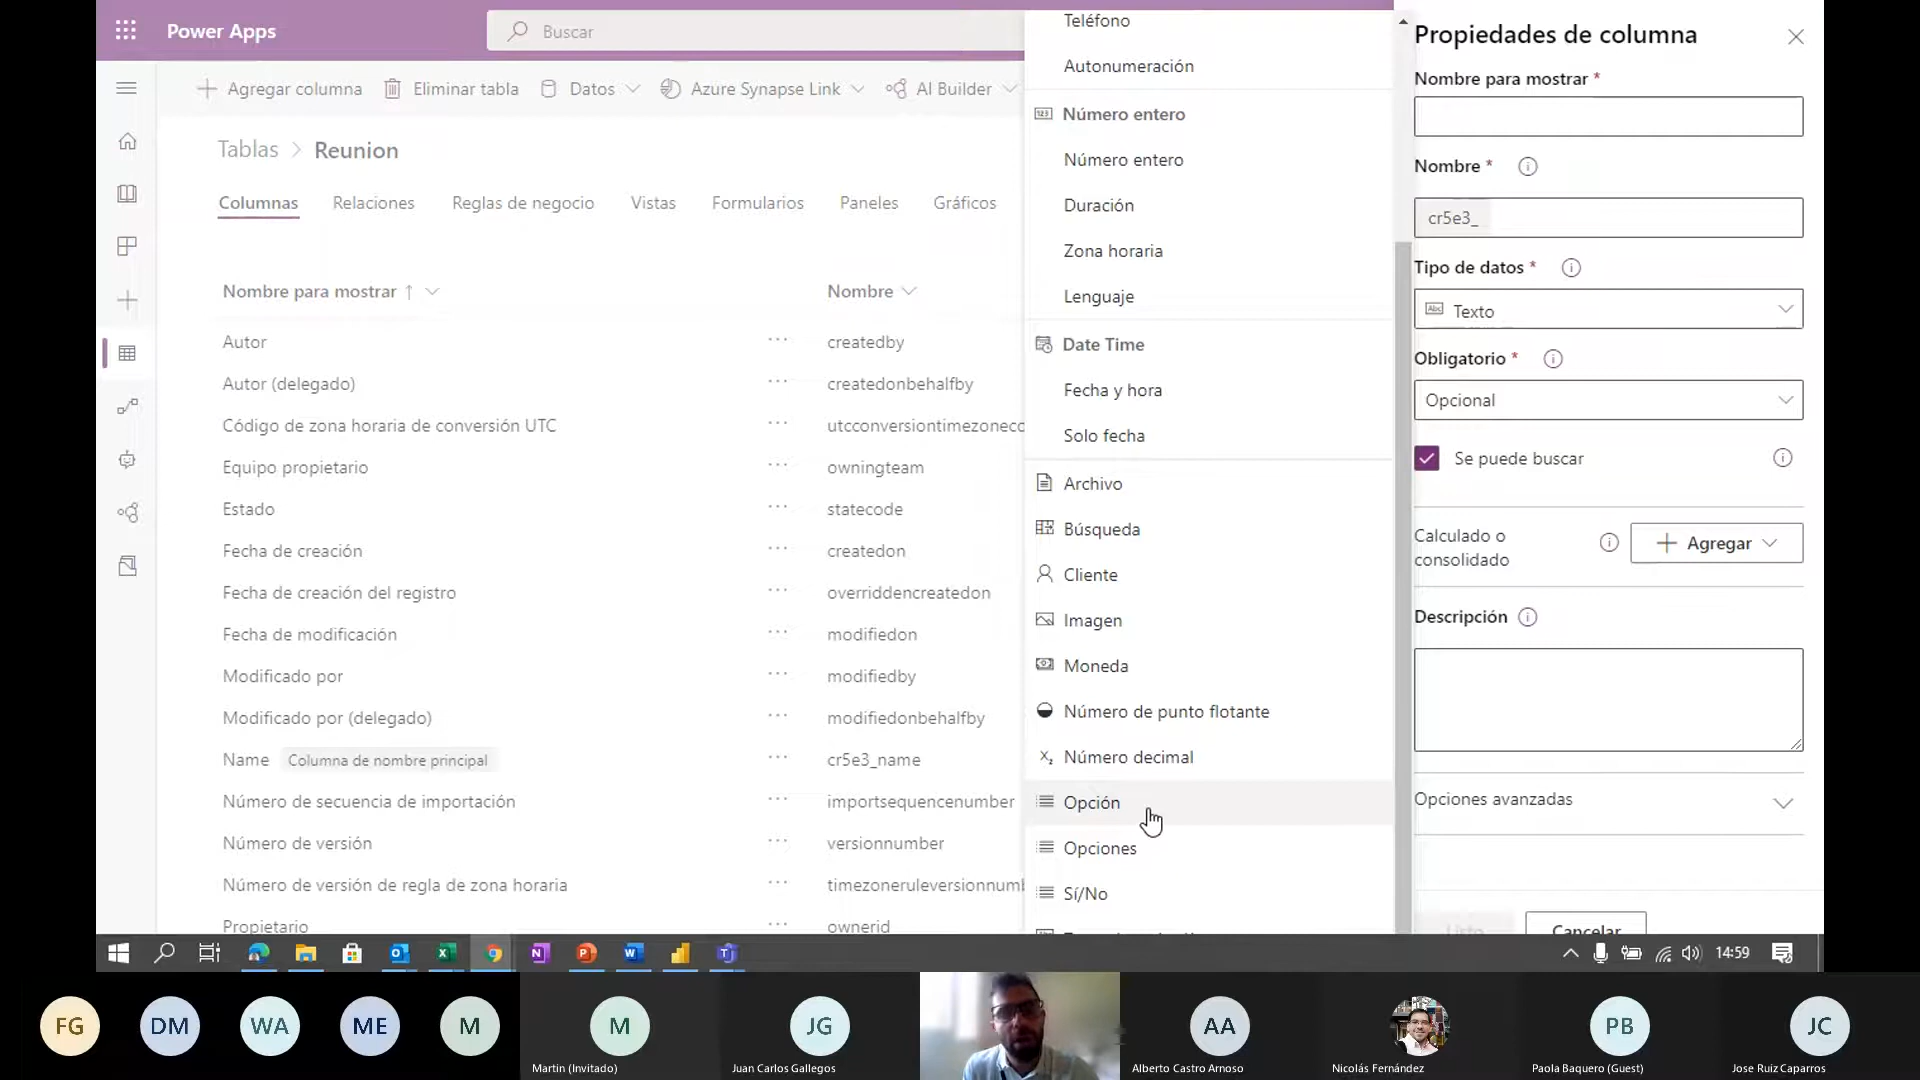 Power Apps
Buscar
Agregar columna
Eliminar tabla
Datos
Azure Synapse Link
AI Builder
Tablas > Reunion
Columnas
Relaciones
Reglas de negocio
Vistas
Formularios
Paneles
Gráficos
Nombre para mostrar ↑
Nombre
Autor
createdby
Autor (delegado)
createdonbehalfby
Código de zona horaria de conversión UTC
utcconversiontimezoneco
Equipo propietario
owningteam
Estado
statecode
Fecha de creación
createdon
Fecha de creación del registro
overriddencreatedon
Fecha de modificación
modifiedon
Modificado por
modifiedby
Modificado por (delegado)
modifiedonbehalfby
Name Columna de nombre principal
cr5e3_name
Número de secuencia de importación
importsequencenumber
Número de versión
versionnumber
Número de versión de regla de zona horaria
timezoneruleversionnumb
Propietario
ownerid
Teléfono
Autonumeración
Número entero
Número entero
Duración
Zona horaria
Lenguaje
Date Time
Fecha y hora
Solo fecha
Archivo
Búsqueda
Cliente
Imagen
Moneda
Número de punto flotante
Número decimal
Opción
Opciones
Sí/No
Propiedades de columna
Nombre para mostrar *
Nombre *
cr5e3_
Tipo de datos *
Abc Texto
Obligatorio *
Opcional
Se puede buscar
Calculado o
consolidado
Agregar
Descripción
Opciones avanzadas
Listo
Cancelar
14:59
FG
DM
WA
ME
M
M
Martin (Invitado)
JG
Juan Carlos Gallegos
AA
Alberto Castro Arnoso
Nicolás Fernández
PB
Paola Baquero (Guest)
JC
Jose Ruiz Caparros